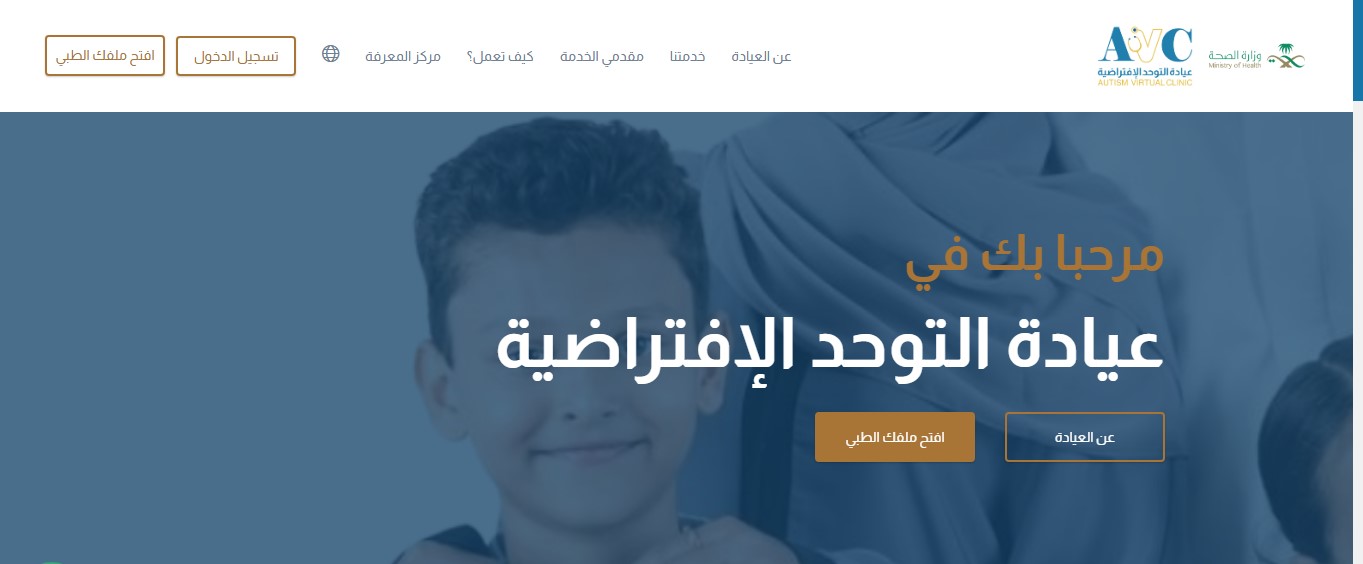 وزارة الصحة
Ministry of Health
AVC
عيادة التوحد الإفتراضية
AUTISM VIRTUAL CLINIC
عن العيادة
خدمتنا
مقدمي الخدمة
كيف تعمل؟
مركز المعرفة
تسجيل الدخول
افتح ملفك الطبي
مرحبا بك في
عيادة التوحد الإفتراضية
عن العيادة
افتح ملفك الطبي